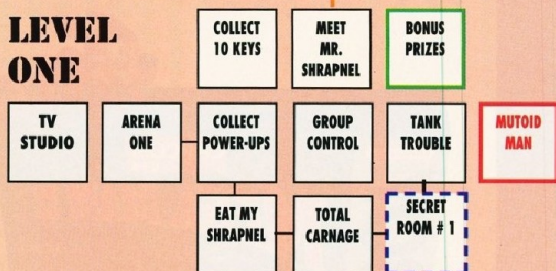 LEVEL
ONE
COLLECT
10 KEYS
MEET
MR.
SHRAPNEL
BONUS
PRIZES
TV
STUDIO
ARENA
ONE
COLLECT
POWER-UPS
GROUP
CONTROL
TANK
TROUBLE
MUTOID
MAN
EAT MY
SHRAPNEL
TOTAL
CARNAGE
SECRET
ROOM # 1